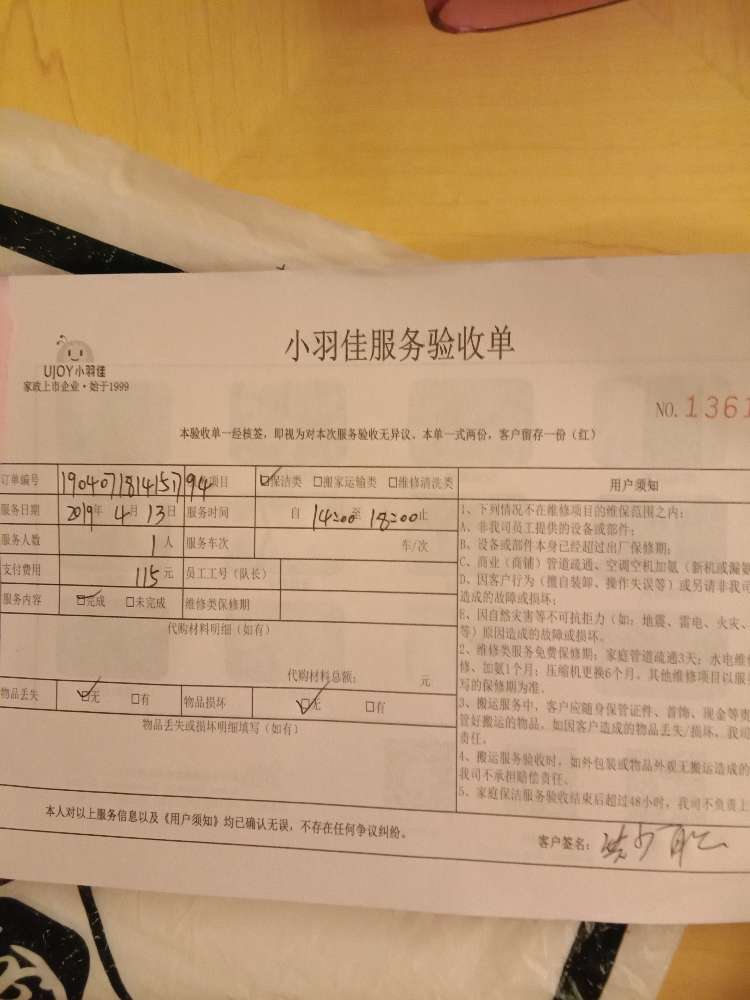 小羽佳服务验收单
UJOY小羽佳
家政上市企业·始于1999
NO.1361
本验收单一经核签，即视为对本次服务验收无异议。本单一式两份，客户留存一份（红）
订单编号 1904071814151794 项目 ☑保洁类 □搬家运输类 □维修清洗类
服务日期 2019年 4月 13日 服务时间 自 14:00至 18:00止
服务人数 1 人 服务车次 车/次
支付费用 115元 员工工号（队长）
服务内容 ☑完成 □未完成 维修类保修期
代购材料明细（如有）
代购材料总额： 元
物品丢失 ☑无 □有 物品损坏 ☑无 □有
物品丢失或损坏明细填写（如有）
用户须知
1、下列情况不在维修项目的维保范围之内：
A、非我司员工提供的设备或部件；
B、设备或部件本身已经超过出厂保修期；
C、商业（商铺）管道疏通、空调空机加氨（新机或漏氨
D、因客户行为（擅自装卸、操作失误等）或另请非我司
造成的故障或损坏；
E、因自然灾害等不可抗拒力（如：地震、雷电、火灾、
等）原因造成的故障或损坏。
2、维修类服务免费保修期：家庭管道疏通3天；水电维修
修、加氨1个月；压缩机更换6个月。其他维修项目以服
写的保修期为准。
3、搬运服务中，客户应随身保管证件、首饰、现金等贵
管好搬运的物品，如因客户造成的物品丢失/损坏，我司
责任。
4、搬运服务验收时，如外包装或物品外观无搬运造成的
我司不承担赔偿责任。
5、家庭保洁服务验收结束后超过48小时，我司不负责上
本人对以上服务信息以及《用户须知》均已确认无误，不存在任何争议纠纷。
客户签名：